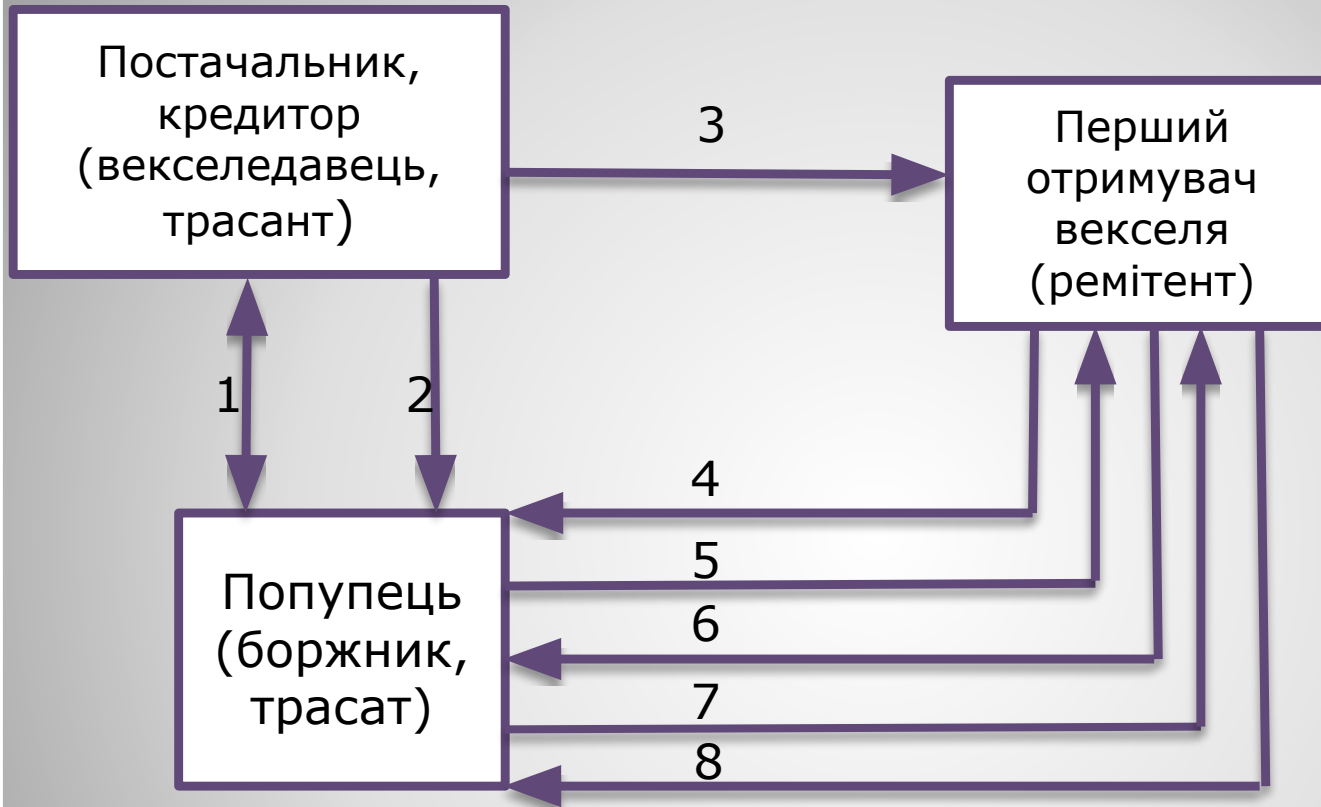 Постачальник,
кредитор
(векселедавець,
трасант)
3
Перший
отримувач
векселя
(ремітент)
1
2
4
5
6
7
8
Попупець
(боржник,
трасат)